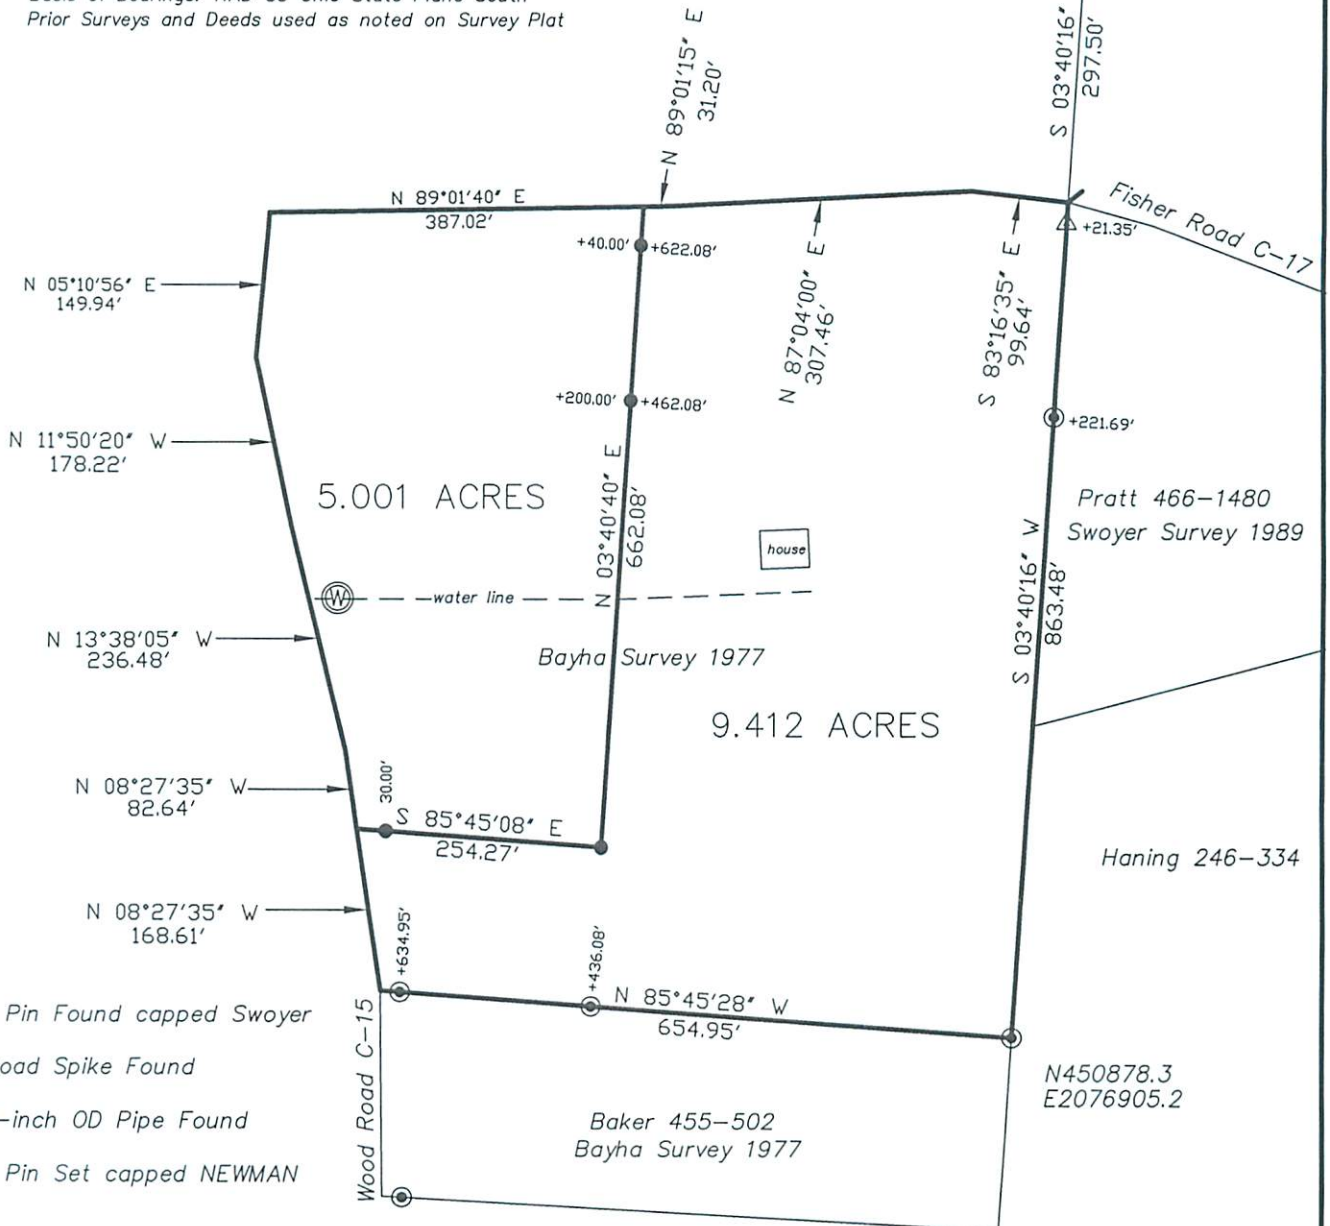 Prior Surveys and Deeds used as noted on Survey Plat
N 89°01'15" E
31.20'
S 03°40'16"
297.50'
N 89°01'40" E
387.02'
Fisher Road C-17
+40.00'
+622.08'
+21.35'
N 05°10'56" E
149.94'
N 87°04'00" E
307.46'
S 83°16'35" E
99.64'
+200.00'
+462.08'
+221.69'
N 11°50'20" W
178.22'
5.001 ACRES
N 03°40'40" E
662.08'
Pratt 466-1480
Swoyer Survey 1989
house
S 03°40'16" W
863.48'
W
water line
N 13°38'05" W
236.48'
Bayha Survey 1977
9.412 ACRES
N 08°27'35" W
82.64'
30.00'
S 85°45'08" E
254.27'
Haning 246-334
N 08°27'35" W
168.61'
+634.95'
+436.08'
N 85°45'28" W
654.95'
Pin Found capped Swoyer
oad Spike Found
-inch OD Pipe Found
Pin Set capped NEWMAN
Wood Road C-15
N450878.3
E2076905.2
Baker 455-502
Bayha Survey 1977